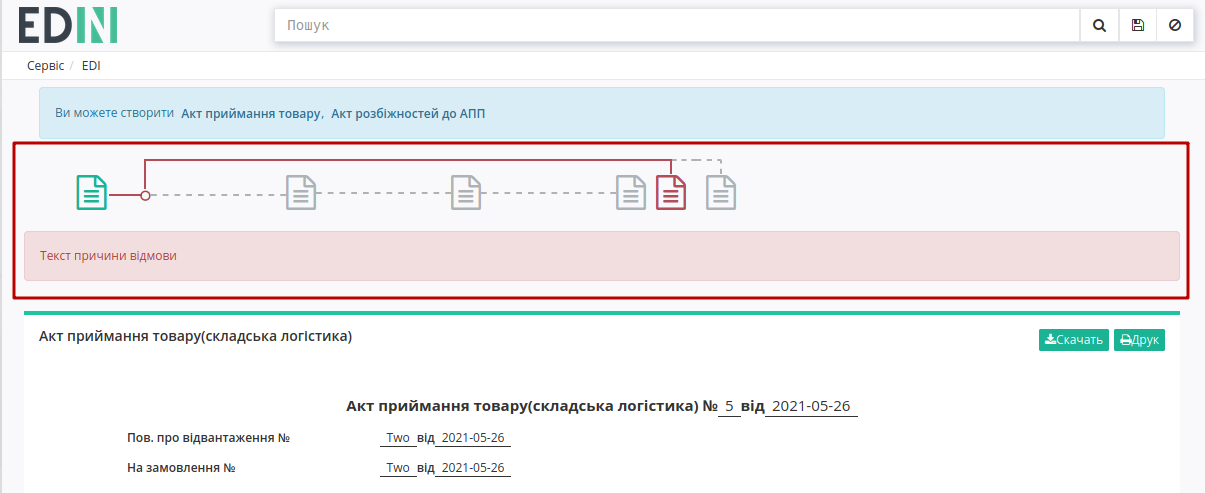 EDIN
Пошук
Сервіс / EDI
Ви можете створити Акт приймання товару, Акт розбіжностей до АПП
Текст причини відмови
Акт приймання товару(складська логістика)
Скачать Друк
Акт приймання товару(складська логістика) № 5 від 2021-05-26
Пов. про відвантаження № Two від 2021-05-26
На замовлення № Two від 2021-05-26